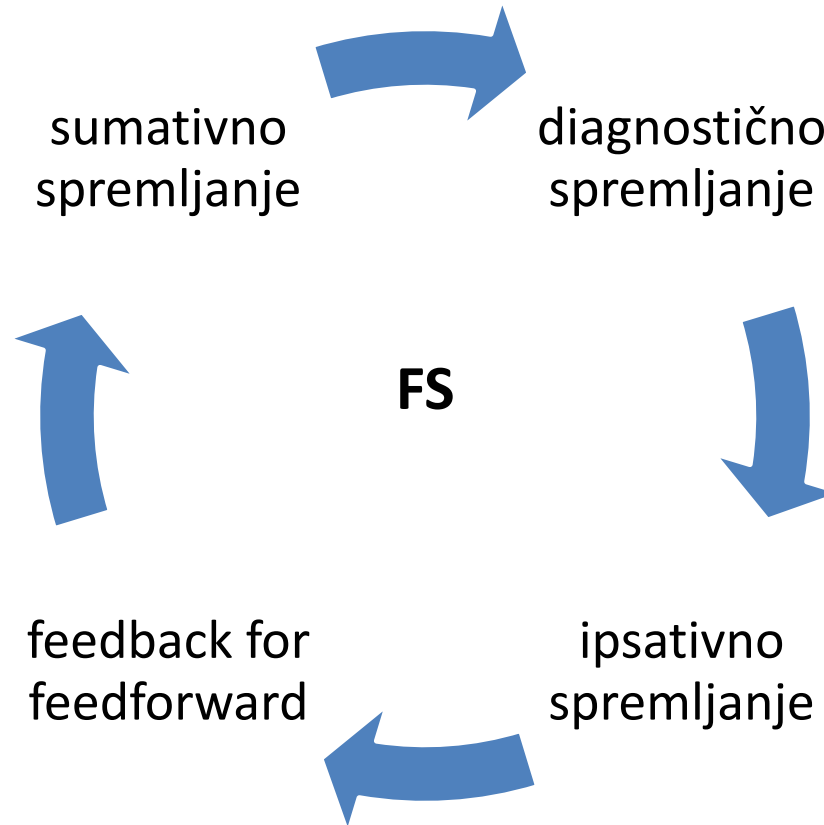 sumativno
spremljanje
diagnostično
spremljanje
FS
feedback for
feedforward
ipsativno
spremljanje